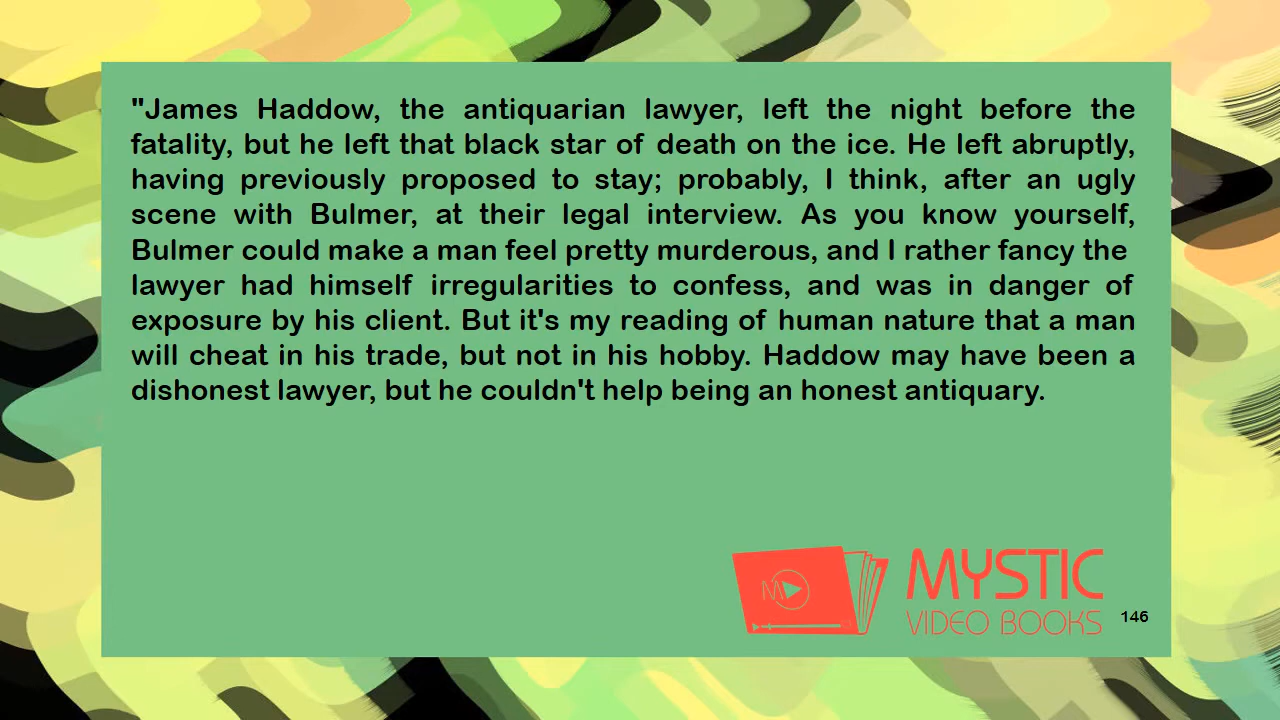 "James Haddow, the antiquarian lawyer, left the night before the
fatality, but he left that black star of death on the ice. He left abruptly,
having previously proposed to stay; probably, I think, after an ugly
scene with Bulmer, at their legal interview. As you know yourself,
Bulmer could make a man feel pretty murderous, and I rather fancy the
lawyer had himself irregularities to confess, and was in danger of
exposure by his client. But it's my reading of human nature that a man
will cheat in his trade, but not in his hobby. Haddow may have been a
dishonest lawyer, but he couldn't help being an honest antiquary.
M
MYSTIC
VIDEO BOOKS
146